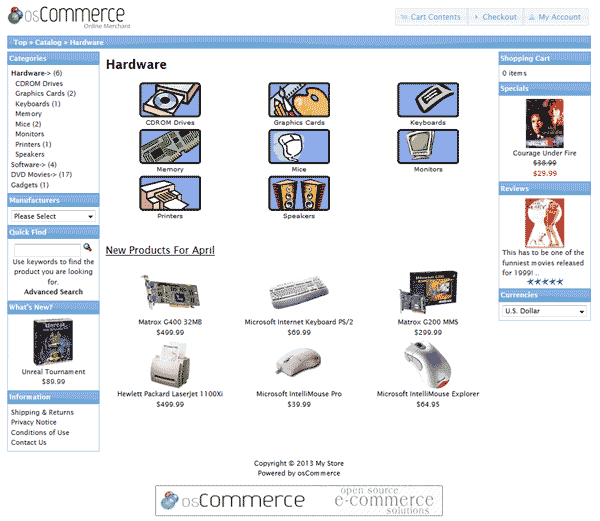 osCommerce
Online Merchant
Cart Contents
Checkout
My Account
Top » Catalog » Hardware
Categories
Hardware-> (6)
CDROM Drives
Graphics Cards (2)
Keyboards (1)
Memory
Mice (2)
Monitors
Printers (1)
Speakers
Software-> (4)
DVD Movies-> (17)
Gadgets (1)
Manufacturers
Please Select
Quick Find
Use keywords to find the
product you are looking
for.
Advanced Search
What's New?
Unreal Tournament
$89.99
Information
Shipping & Returns
Privacy Notice
Conditions of Use
Contact Us
Hardware
CDROM Drives
Graphics Cards
Keyboards
Memory
Mice
Monitors
Printers
Speakers
New Products For April
Matrox G400 32MB
$499.99
Microsoft Internet Keyboard PS/2
$69.99
Matrox G200 MMS
$299.99
Hewlett Packard LaserJet 1100Xi
$499.99
Microsoft IntelliMouse Pro
$39.99
Microsoft IntelliMouse Explorer
$64.95
Shopping Cart
0 items
Specials
Courage Under Fire
$38.99
$29.99
Reviews
This has to be one of the
funniest movies released
for 1999! ..
Currencies
U.S. Dollar
Copyright © 2013 My Store
Powered by osCommerce
osCommerce
open source
e-commerce
solutions